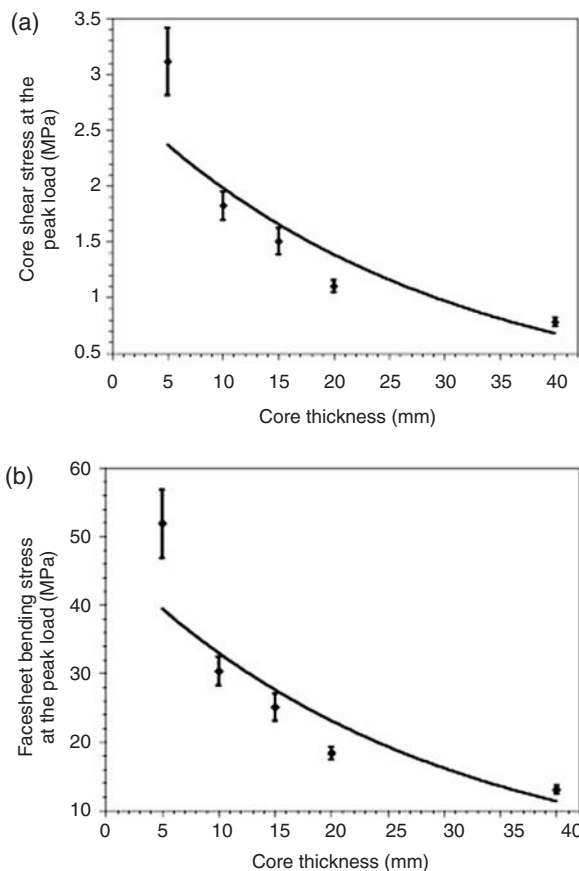 (a)
Core shear stress at the
peak load (MPa)
3.5
3
2.5
2
1.5
1
0.5
0 5 10 15 20 25 30 35 40
Core thickness (mm)
(b)
Facesheet bending stress
at the peak load (MPa)
60
50
40
30
20
10
0 5 10 15 20 25 30 35 40
Core thickness (mm)